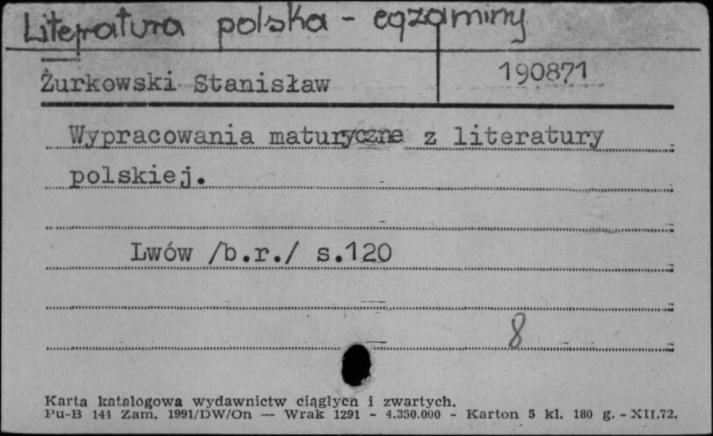 Literatura polska - egzaminy
Żurkowski Stanisław
190871
Wypracowania maturyczne z literatury
polskiej.
Lwów /b.r./ s.120
8
Karta katalogowa wydawnictw ciągłych i zwartych.
Pu-B 141 Zam. 1991/DW/On — Wrak 1291 - 4.350.000 - Karton 5 kl. 180 g. - XII.72.